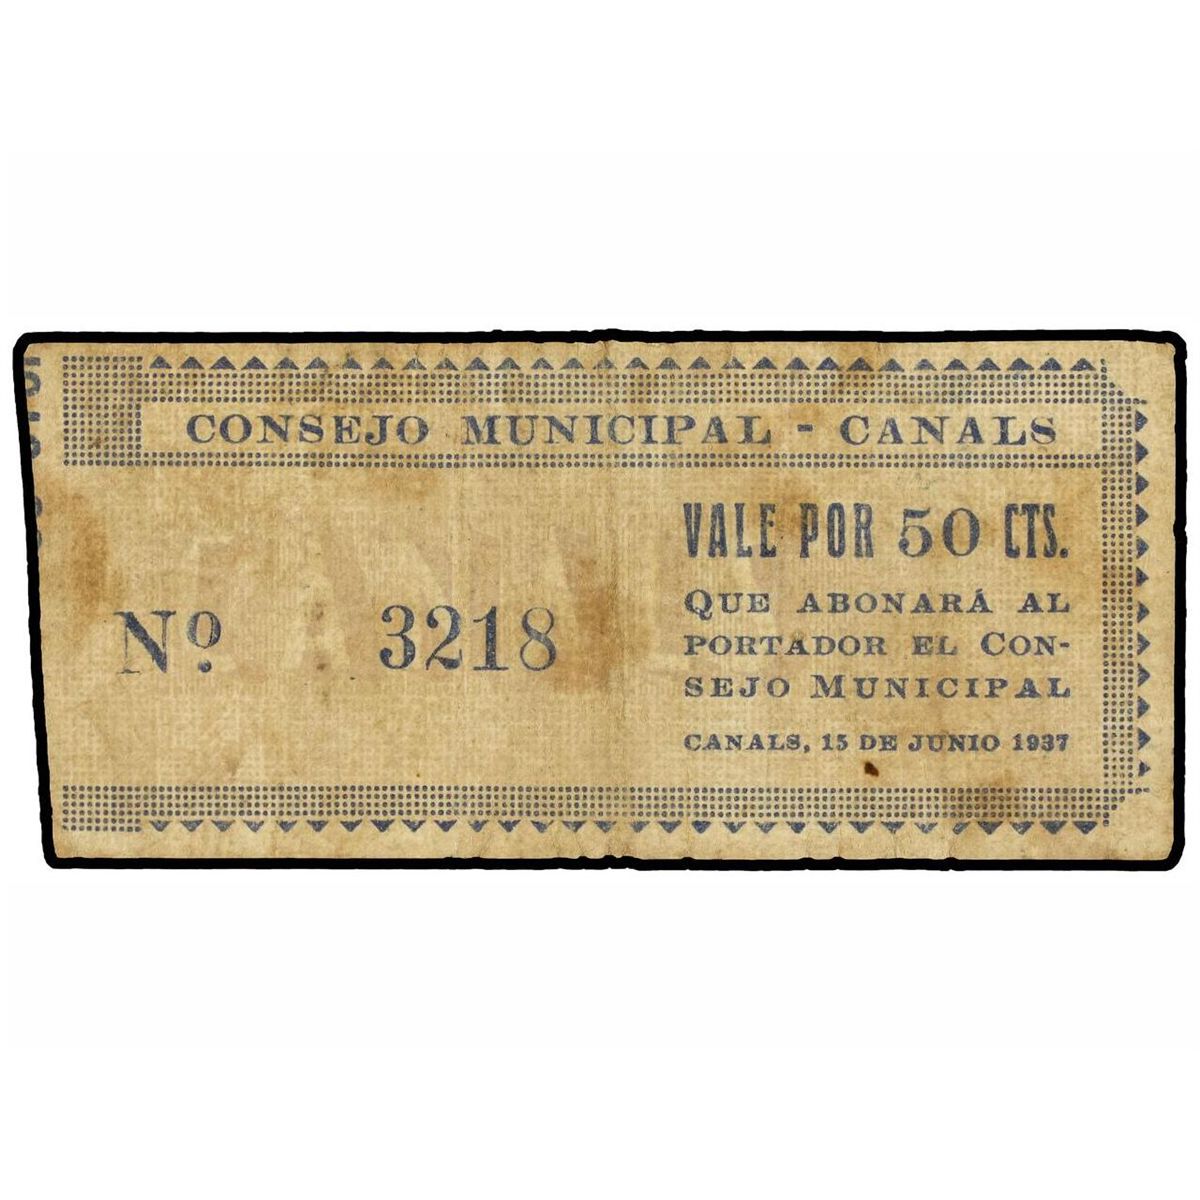 CONSEJO MUNICIPAL - CANALS
VALE POR 50 CTS.
Nº. 3218
QUE ABONARÁ AL
PORTADOR EL CON-
SEJO MUNICIPAL
CANALS, 15 DE JUNIO 1937